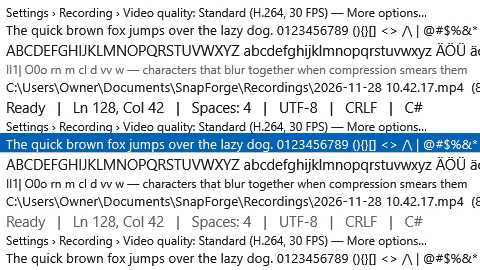 Settings › Recording › Video quality: Standard (H.264, 30 FPS) — More options...
The quick brown fox jumps over the lazy dog. 0123456789 (){}[] <> /\ | @#$%&*
ABCDEFGHIJKLMNOPQRSTUVWXYZ abcdefghijklmnopqrstuvwxyz ÄÖÜ ä
Il1| O0o rn m cl d vv w — characters that blur together when compression smears them
C:\Users\Owner\Documents\SnapForge\Recordings\2026-11-28 10.42.17.mp4 (8
Ready | Ln 128, Col 42 | Spaces: 4 | UTF-8 | CRLF | C#
Settings › Recording › Video quality: Standard (H.264, 30 FPS) — More options...
The quick brown fox jumps over the lazy dog. 0123456789 (){}[] <> /\ | @#$%&*
ABCDEFGHIJKLMNOPQRSTUVWXYZ abcdefghijklmnopqrstuvwxyz ÄÖÜ ä
Il1| O0o rn m cl d vv w — characters that blur together when compression smears them
C:\Users\Owner\Documents\SnapForge\Recordings\2026-11-28 10.42.17.mp4 (8
Ready | Ln 128, Col 42 | Spaces: 4 | UTF-8 | CRLF | C#
Settings › Recording › Video quality: Standard (H.264, 30 FPS) — More options...
The quick brown fox jumps over the lazy dog. 0123456789 (){}[] <> /\ | @#$%&*